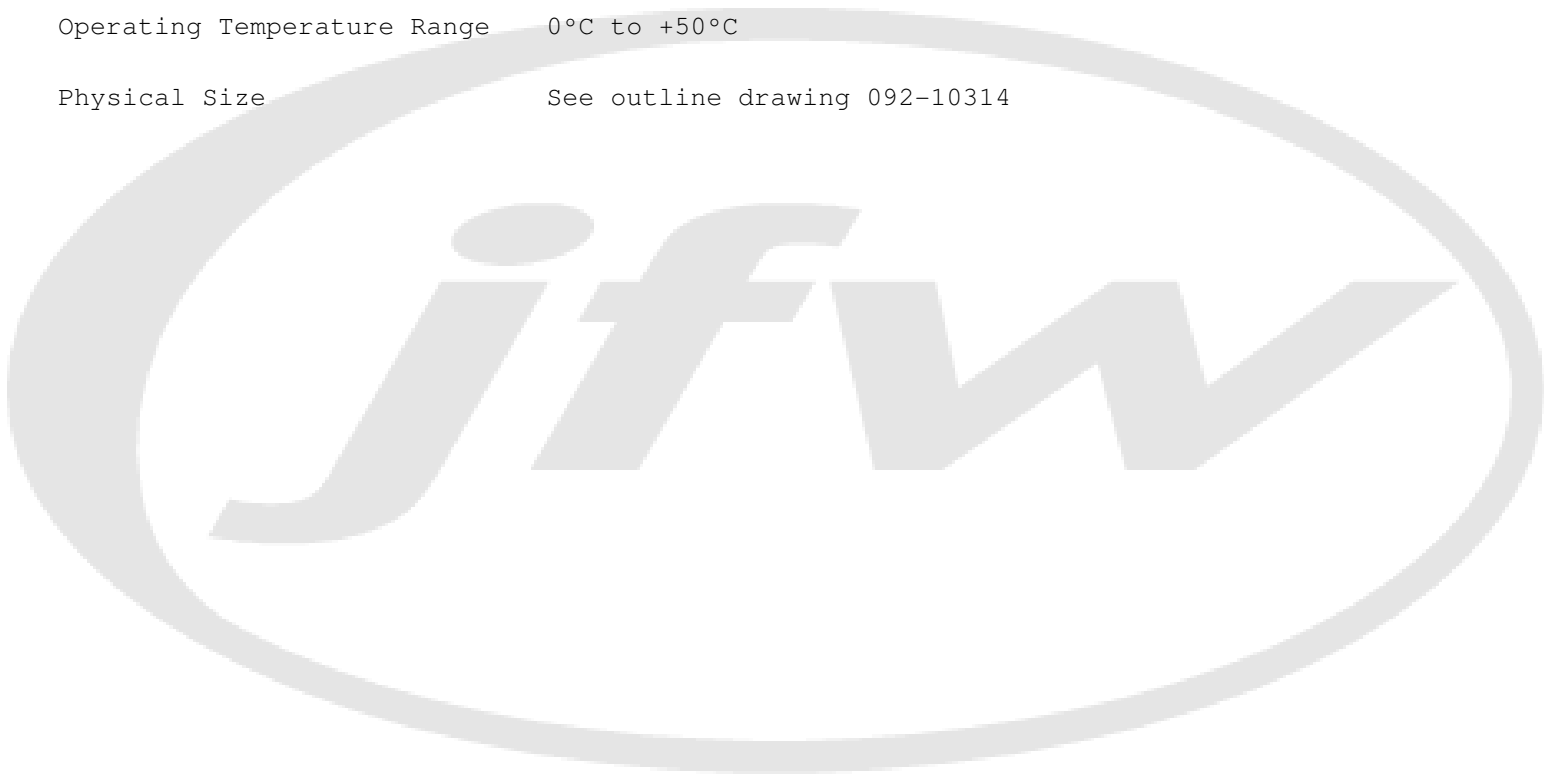 Operating Temperature Range 0°C to +50°C
Physical Size See outline drawing 092-10314
jfw